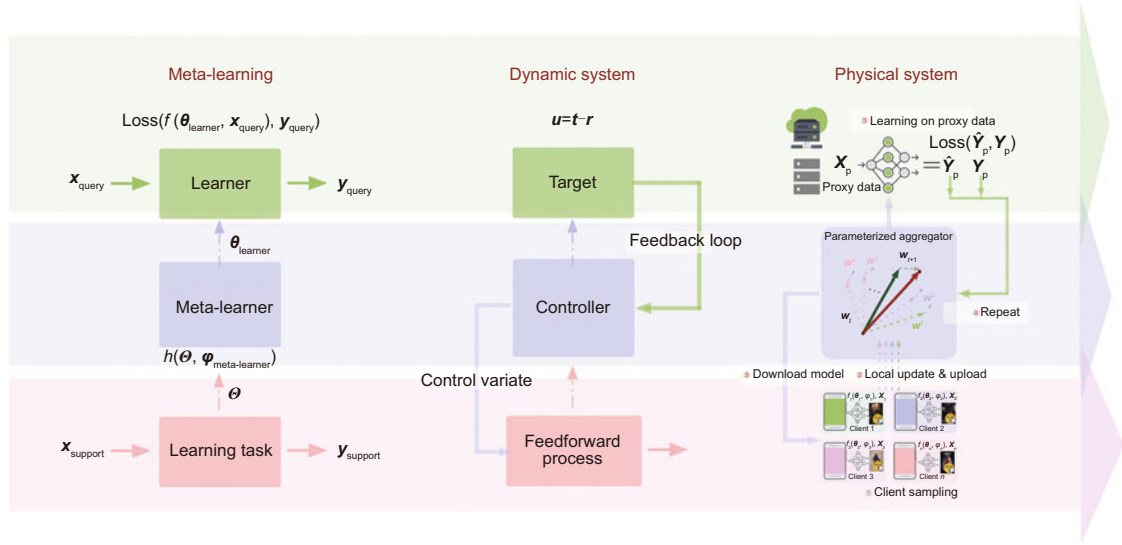 Meta-learning
Dynamic system
Physical system
Loss(f (θlearner, xquery), yquery)
u=t–r
Learning on proxy data
Loss(Ŷp, Yp)
xquery
Learner
yquery
Target
Xp
=Ŷp Yp
Proxy data
θlearner
Feedback loop
Parameterized aggregator
Meta-learner
Controller
wt+1
wt
Repeat
h(Θ, φmeta-learner)
Control variate
Download model
② Local update & upload
Θ
Client 1
Client 2
xsupport
Learning task
ysupport
Feedforward
process
Client 3
Client n
① Client sampling